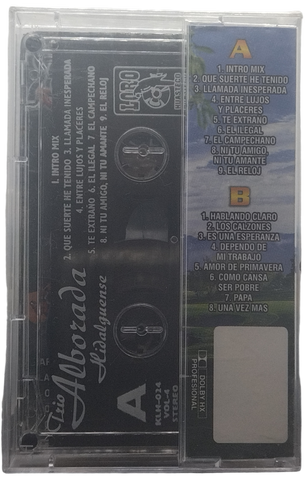 1. INTRO MIX
2. QUE SUERTE HE TENIDO 3. LLAMADA INESPERADA
4. ENTRE LUJOS Y PLACERES
5. TE EXTRAÑO 6. EL ILEGAL 7 EL CAMPECHANO
8. NI TU AMIGO, NI TU AMANTE 9. EL RELOJ
Trio
Alborada
Hidalguense
A
KLH-024
VOL-4
STEREO
A
1. INTRO MIX
2. QUE SUERTE HE TENIDO
3. LLAMADA INESPERADA
4. ENTRE LUJOS
Y PLACERES
5. TE EXTRAÑO
6. EL ILEGAL
7. EL CAMPECHANO
8. NI TU AMIGO
NI TU AMANTE
9. EL RELOJ
B
1. HABLANDO CLARO
2. LOS CALZONES
3. ES UNA ESPERANZA
4. DEPENDO DE
MI TRABAJO
5. AMOR DE PRIMAVERA
6. COMO CANSA
SER POBRE
7. PAPA
8. UNA VEZ MAS
DOLBY HX
PROFESIONAL